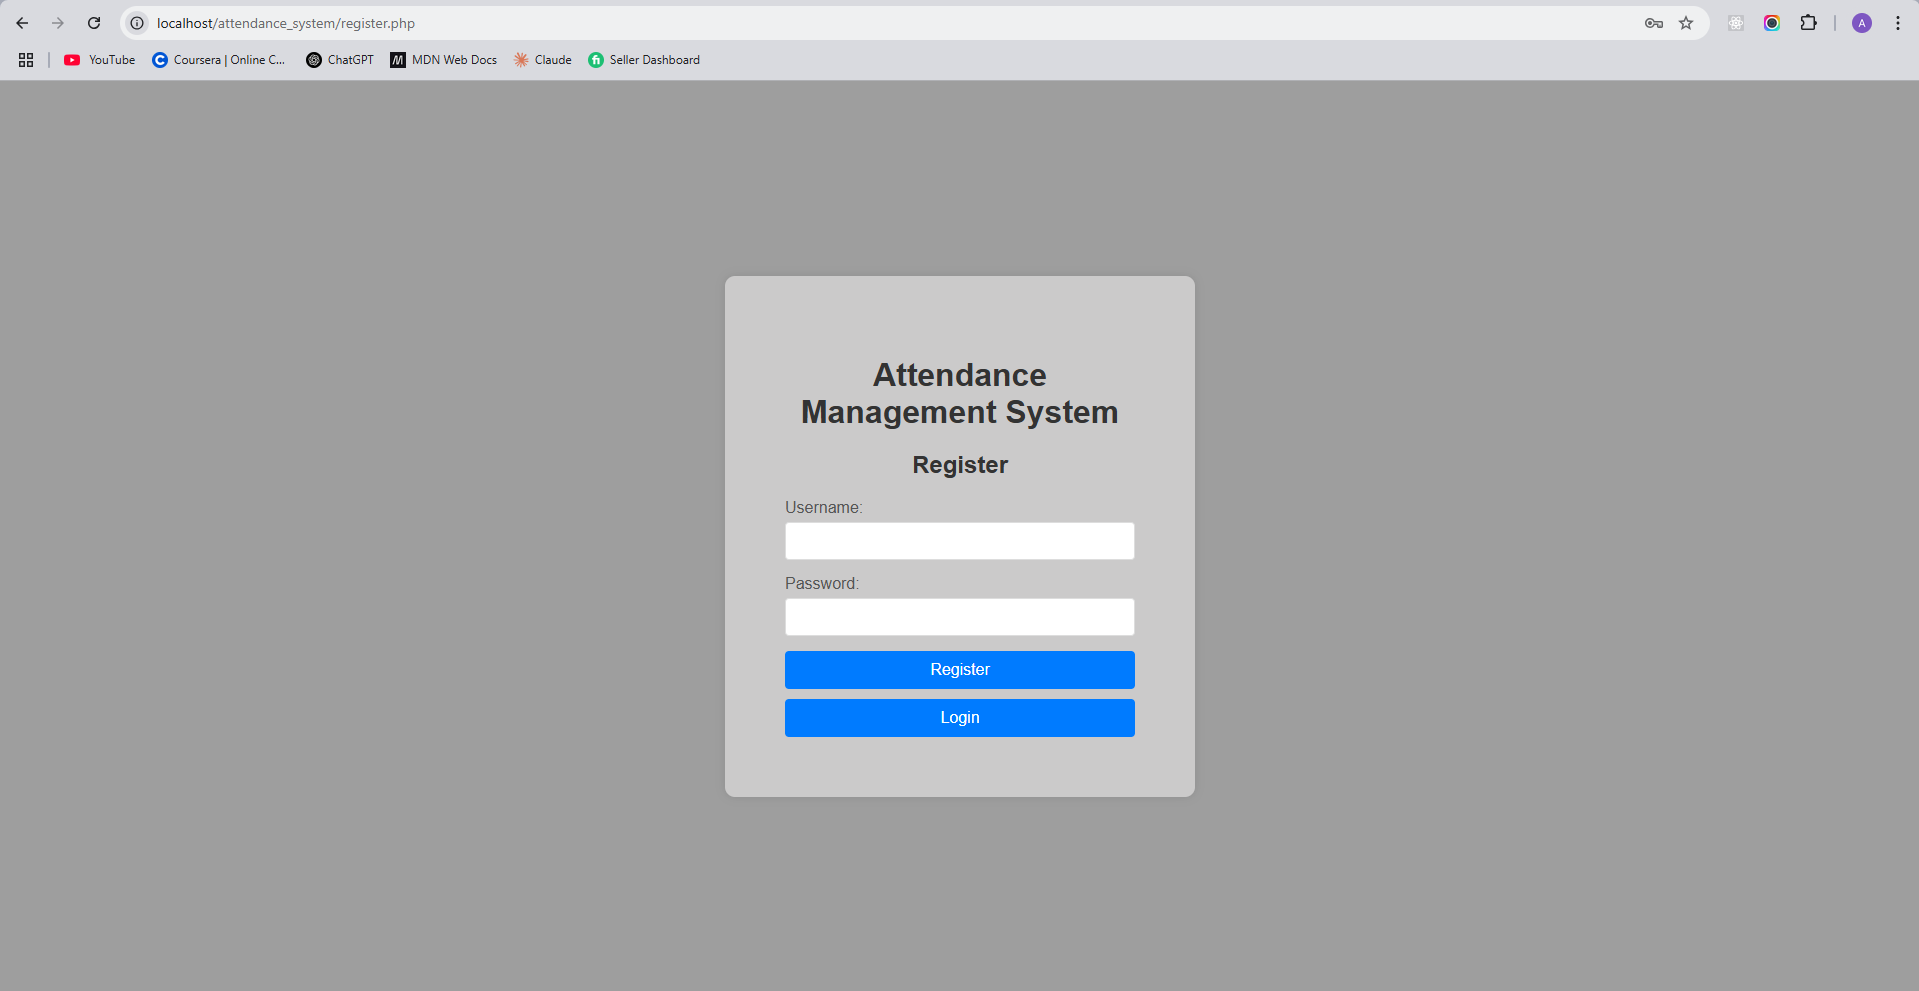 localhost/attendance_system/register.php
A
YouTube
Coursera | Online C...
ChatGPT
MDN Web Docs
Claude
Seller Dashboard
Attendance
Management System
Register
Username:
Password:
Register
Login